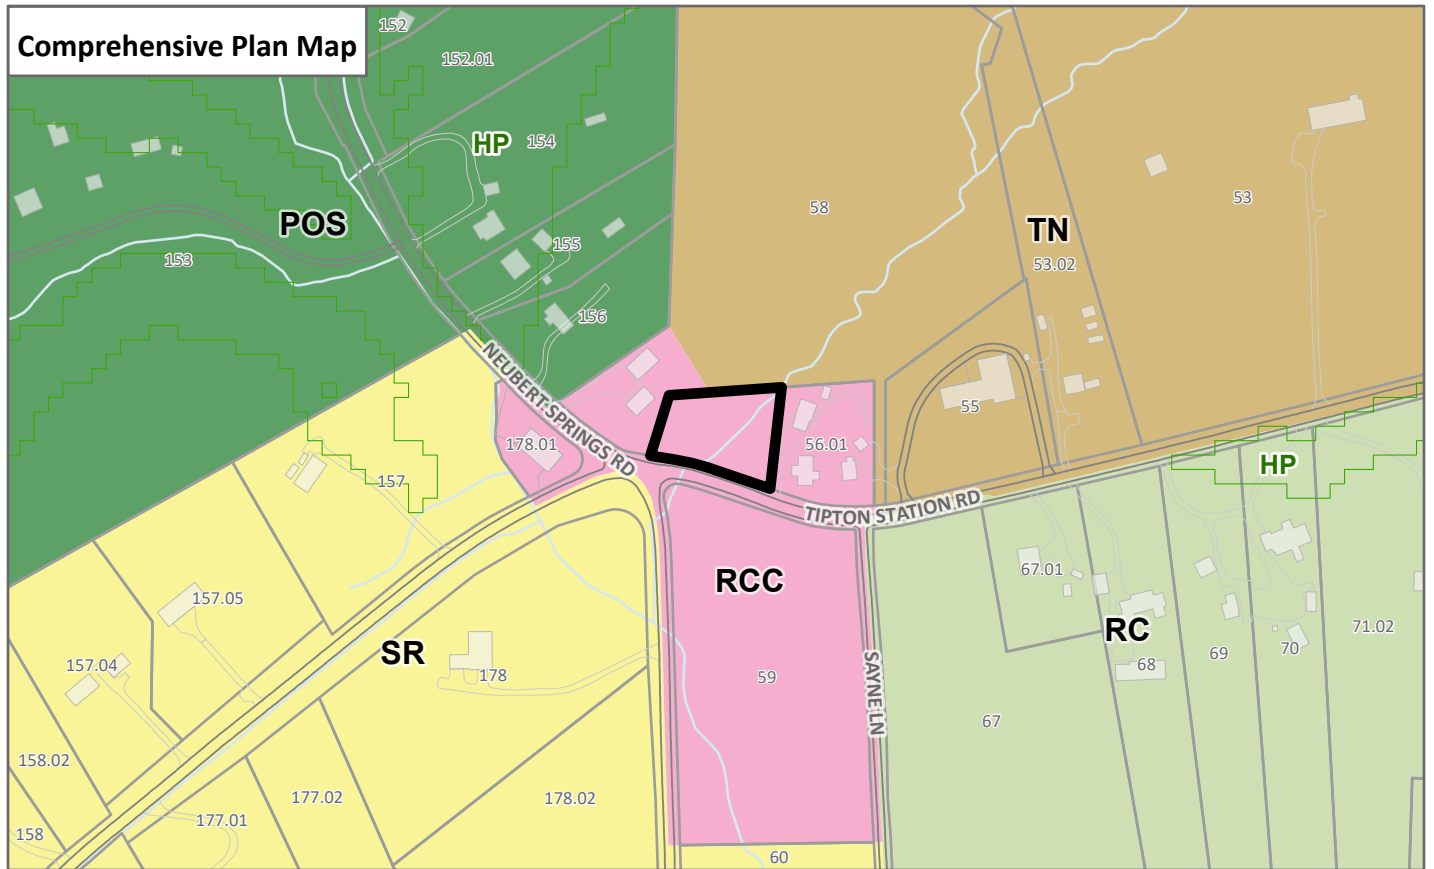 Comprehensive Plan Map
152
152.01
HP
154
58
53
POS
TN
155
153
53.02
156
NEUBERT SPRINGS RD
55
178.01
56.01
HP
157
TIPTON STATION RD
67.01
RCC
157.05
RC
71.02
SR
70
69
157.04
68
178
59
SAYNE LN
67
158.02
177.02
178.02
177.01
158
60